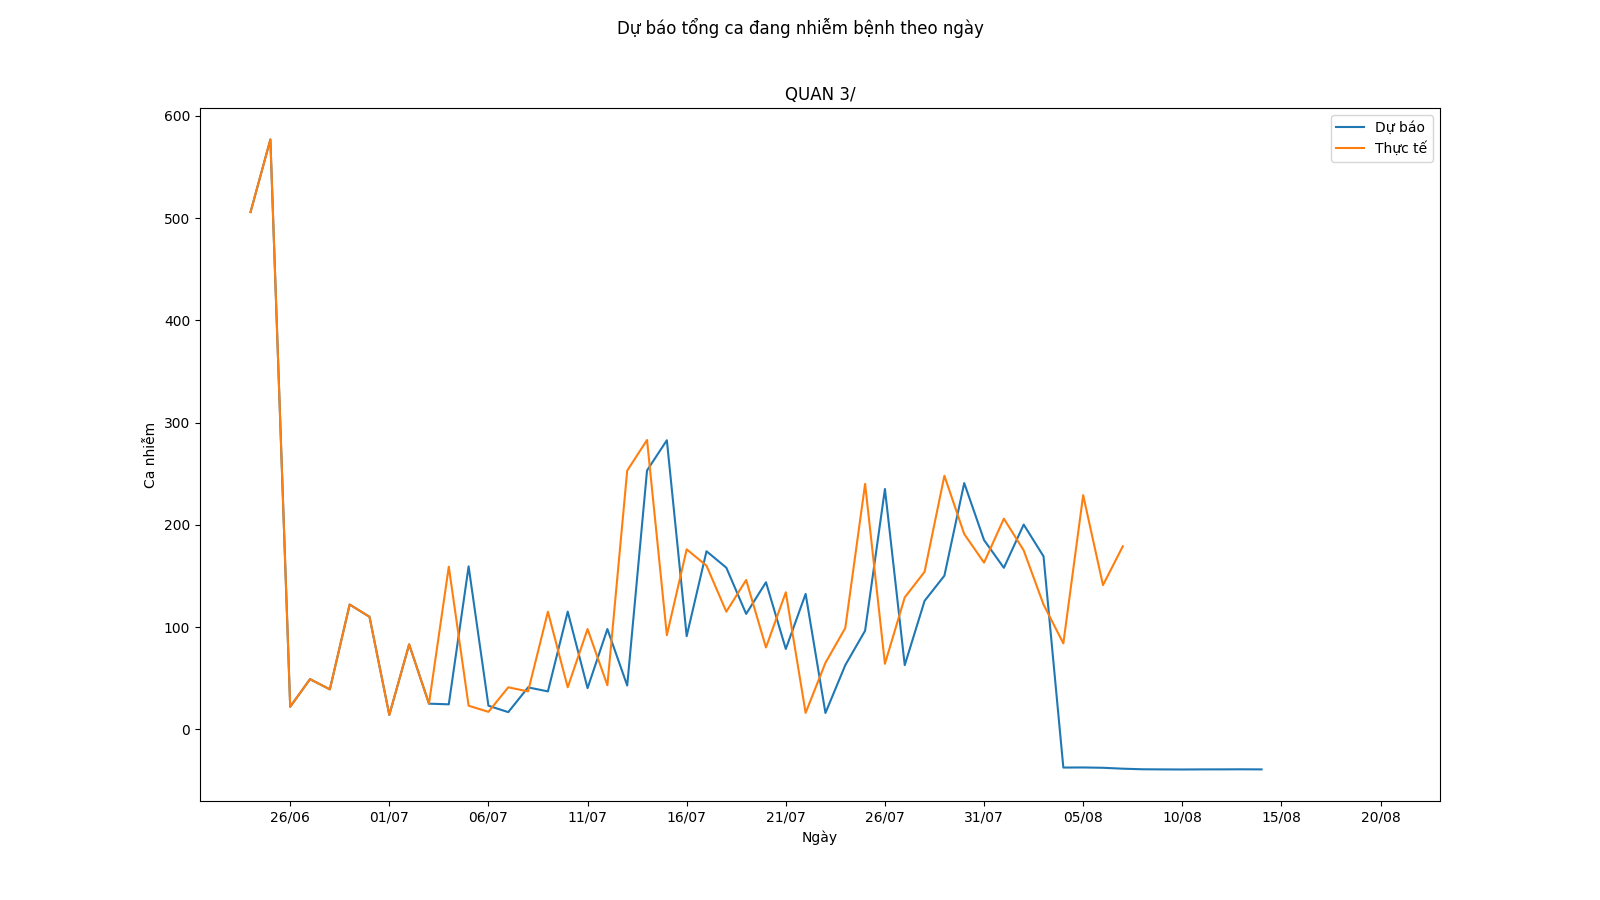 Dự báo tổng ca đang nhiễm bệnh theo ngày
QUAN 3/
600
500
400
300
200
100
0
Ca nhiễm
Dự báo
Thực tế
26/06 01/07 06/07 11/07 16/07 21/07 26/07 31/07 05/08 10/08 15/08 20/08
Ngày